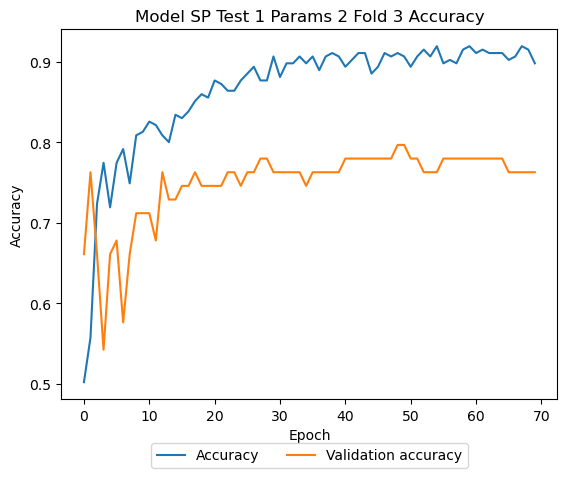 Model SP Test 1 Params 2 Fold 3 Accuracy
0.9
0.8
0.7
0.6
0.5
Accuracy
0 10 20 30 40 50 60 70
Epoch
Accuracy Validation accuracy